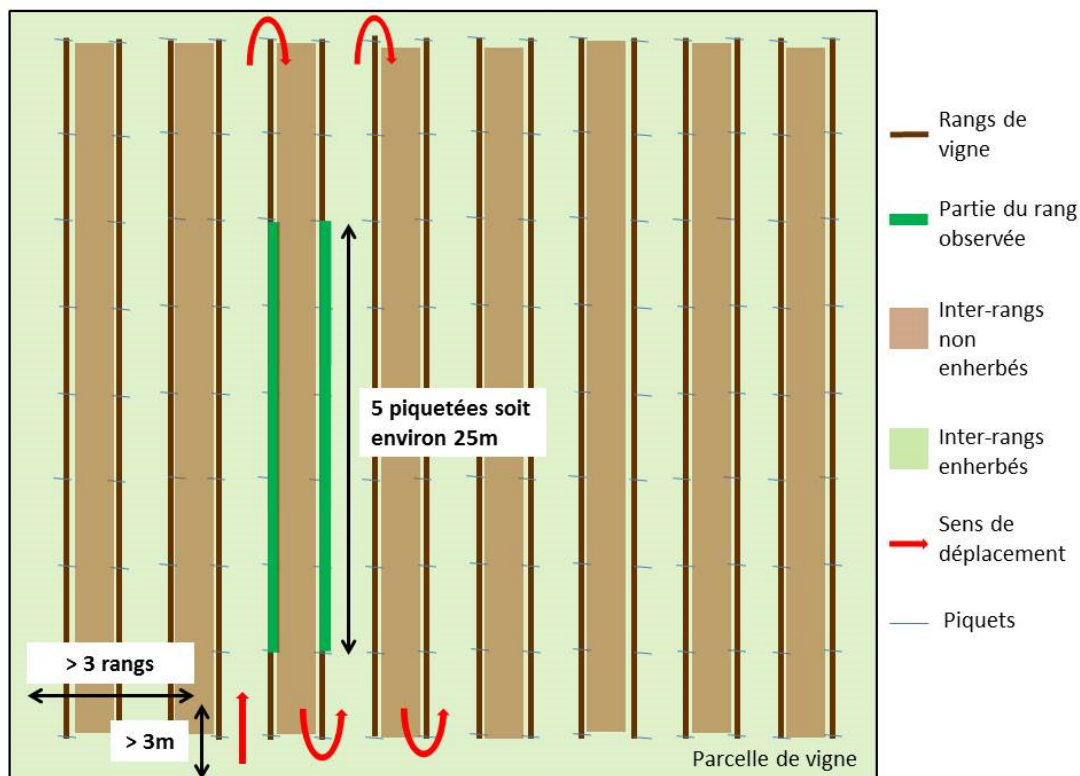 5 piquetées soit
environ 25m
> 3 rangs
> 3m
Parcelle de vigne
Rangs de
vigne
Partie du rang
observée
Inter-rangs
non
enherbés
Inter-rangs
enherbés
Sens de
déplacement
Piquets